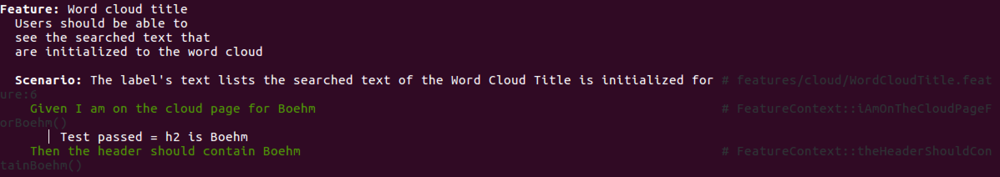 Feature: Word cloud title
Users should be able to
see the searched text that
are initialized to the word cloud
Scenario: The label's text lists the searched text of the Word Cloud Title is initialized for # features/cloud/WordCloudTitle.feat
ure:6
Given I am on the cloud page for Boehm # FeatureContext::iAmOnTheCloudPageF
orBoehm()
│ Test passed = h2 is Boehm
Then the header should contain Boehm # FeatureContext::theHeaderShouldCon
tainBoehm()